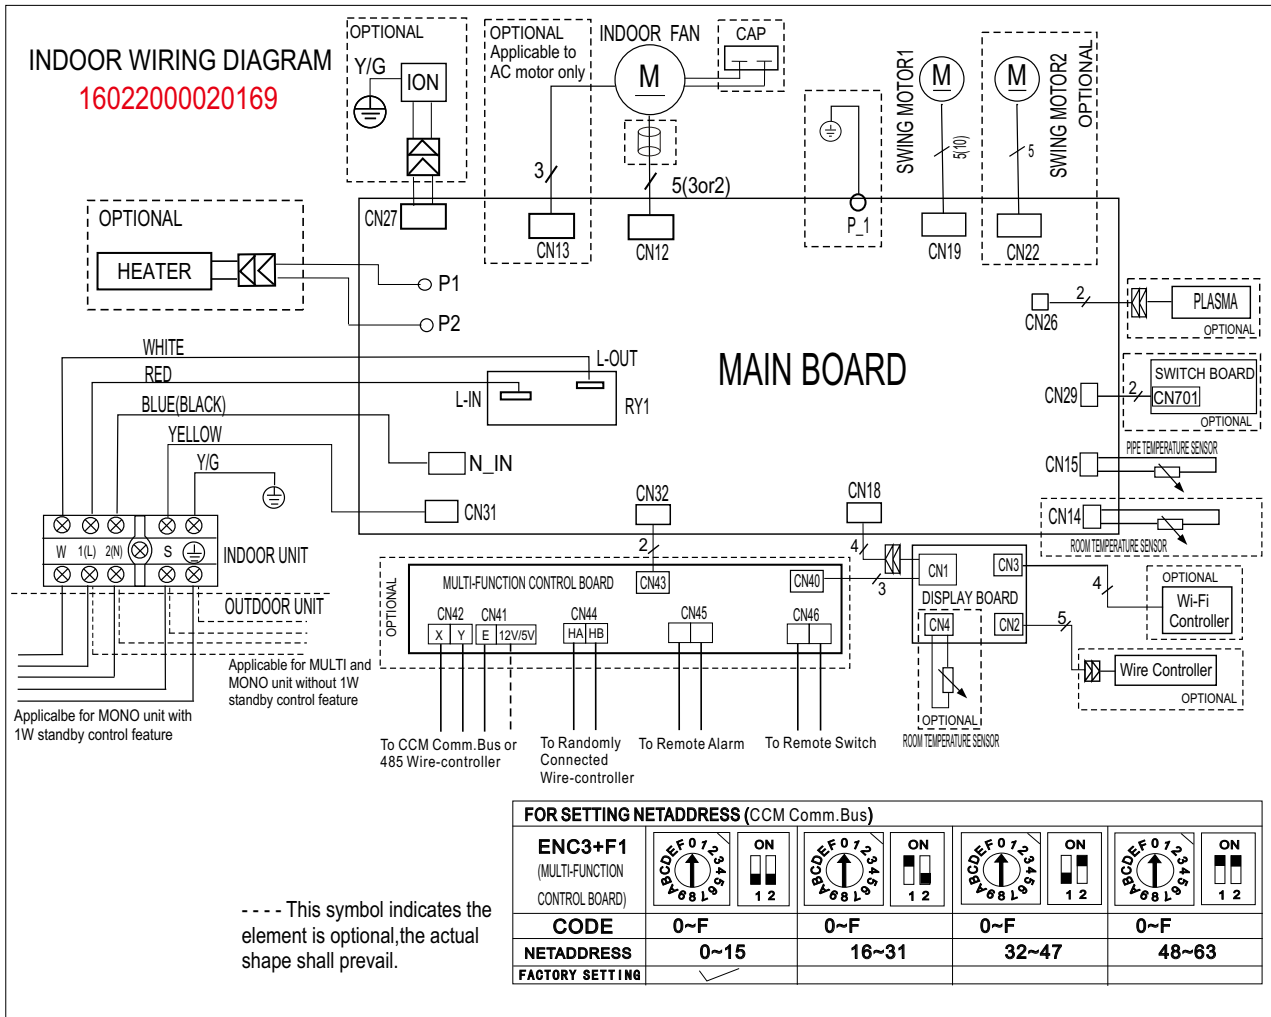 INDOOR WIRING DIAGRAM
16022000020169
OPTIONAL
Y/G
ION
CN27
OPTIONAL
Applicable to
AC motor only
3
CN13
INDOOR FAN
M
CAP
5(3or2)
CN12
P_1
SWING MOTOR1
M
5(10)
CN19
SWING MOTOR2
OPTIONAL
M
5
CN22
OPTIONAL
HEATER
P1
P2
MAIN BOARD
CN26
2
PLASMA
OPTIONAL
CN29
2
SWITCH BOARD
CN701
OPTIONAL
CN15
PIPE TEMPERATURE SENSOR
CN14
ROOM TEMPERATURE SENSOR
WHITE
RED
BLUE(BLACK)
YELLOW
Y/G
L-OUT
L-IN
RY1
N_IN
CN31
CN32
CN18
W 1(L) 2(N) S
INDOOR UNIT
OUTDOOR UNIT
Applicable for MULTI and
MONO unit without 1W
standby control feature
Applicalbe for MONO unit with
1W standby control feature
2
4
OPTIONAL
MULTI-FUNCTION CONTROL BOARD
CN43
CN40
3
CN42
X Y
CN41
E 12V/5V
CN44
HA HB
CN45
CN46
CN1
CN3
DISPLAY BOARD
CN4
CN2
4
OPTIONAL
Wi-Fi
Controller
5
Wire Controller
OPTIONAL
OPTIONAL
ROOM TEMPERATURE SENSOR
To CCM Comm.Bus or
485 Wire-controller
To Randomly
Connected
Wire-controller
To Remote Alarm
To Remote Switch
FOR SETTING NETADDRESS (CCM Comm.Bus)
ENC3+F1
(MULTI-FUNCTION
CONTROL BOARD)
0123456789ABCDEF
ON
1 2
0123456789ABCDEF
ON
1 2
0123456789ABCDEF
ON
1 2
0123456789ABCDEF
ON
1 2
CODE 0~F 0~F 0~F 0~F
NETADDRESS 0~15 16~31 32~47 48~63
FACTORY SETTING
- - - - This symbol indicates the
element is optional,the actual
shape shall prevail.